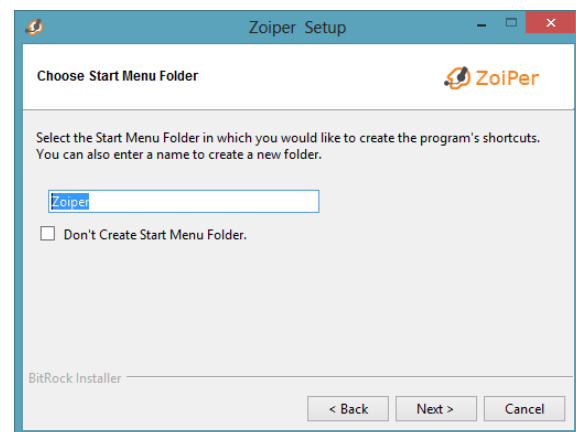 Zoiper Setup
Choose Start Menu Folder
ZoiPer
Select the Start Menu Folder in which you would like to create the program's shortcuts.
You can also enter a name to create a new folder.
Zoiper
Don't Create Start Menu Folder.
BitRock Installer
< Back Next > Cancel